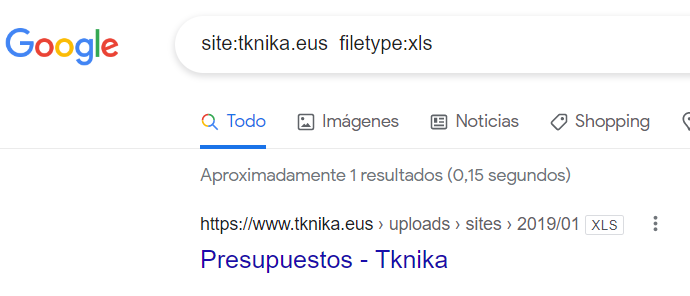 Google
site:tknika.eus filetype:xls
Todo
Imágenes
Noticias
Shopping
Aproximadamente 1 resultados (0,15 segundos)
https://www.tknika.eus › uploads › sites › 2019/01 XLS
Presupuestos - Tknika